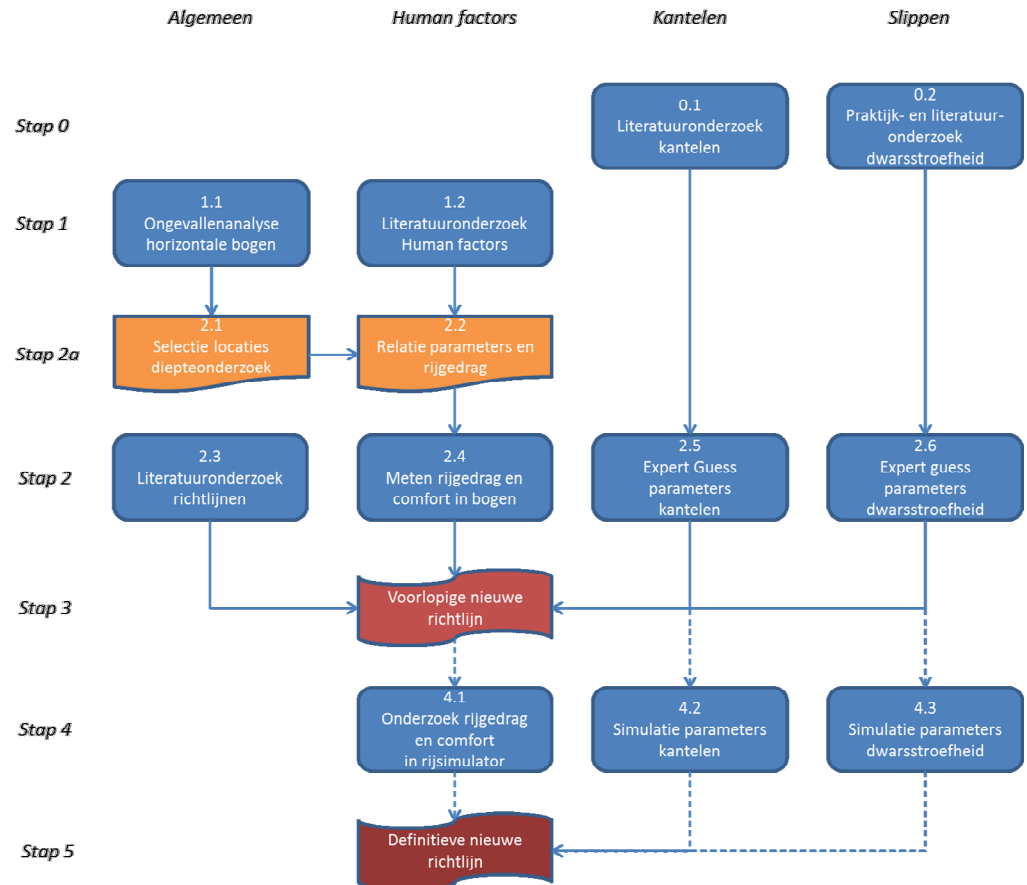 Algemeen
Human factors
Kantelen
Slippen
Stap 0
0.1
Literatuuronderzoek
kantelen
0.2
Praktijk- en literatuur-
onderzoek
dwarsstroefheid
Stap 1
1.1
Ongevallenanalyse
horizontale bogen
1.2
Literatuuronderzoek
Human factors
Stap 2a
2.1
Selectie locaties
diepteonderzoek
2.2
Relatie parameters en
rijgedrag
Stap 2
2.3
Literatuuronderzoek
richtlijnen
2.4
Meten rijgedrag en
comfort in bogen
2.5
Expert Guess
parameters
kantelen
2.6
Expert guess
parameters
dwarsstroefheid
Stap 3
Voorlopige nieuwe
richtlijn
Stap 4
4.1
Onderzoek rijgedrag
en comfort
in rijsimulator
4.2
Simulatie parameters
kantelen
4.3
Simulatie parameters
dwarsstroefheid
Stap 5
Definitieve nieuwe
richtlijn